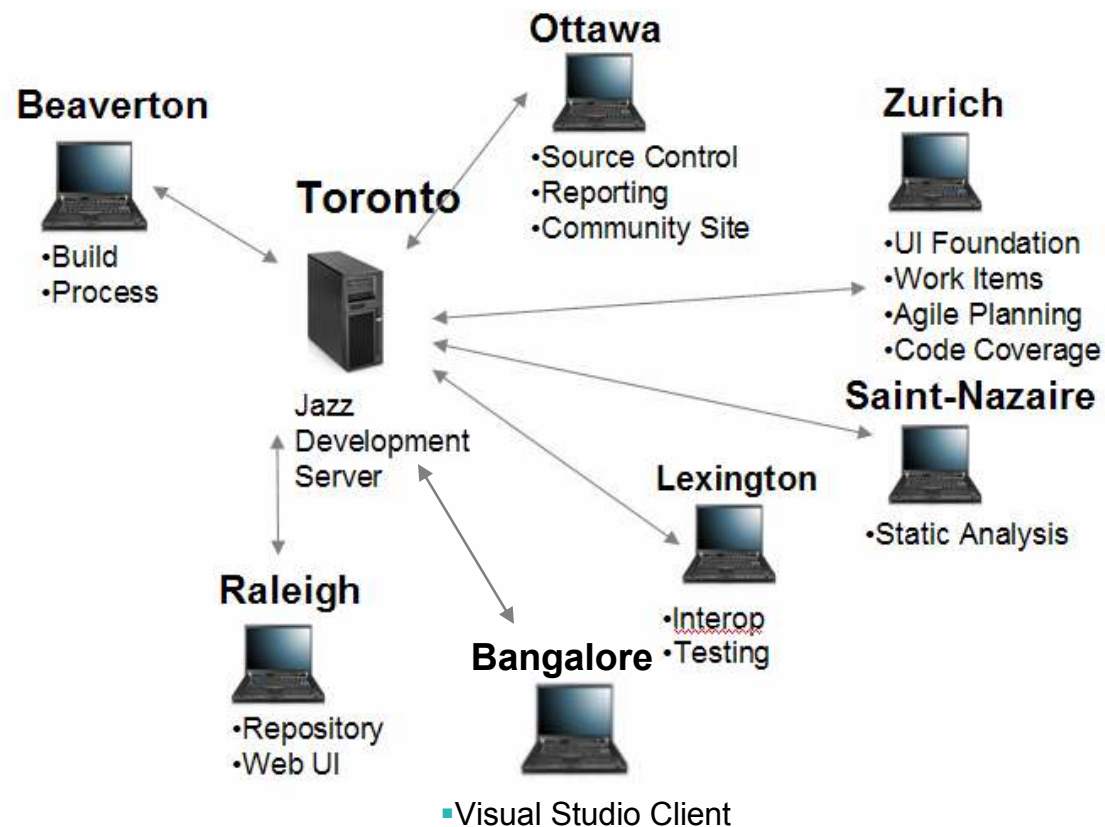 Ottawa
•Source Control
•Reporting
•Community Site
Beaverton
•Build
•Process
Toronto
Jazz
Development
Server
Zurich
•UI Foundation
•Work Items
•Agile Planning
•Code Coverage
Saint-Nazaire
•Static Analysis
Lexington
•Interop
•Testing
Raleigh
•Repository
•Web UI
Bangalore
▪Visual Studio Client